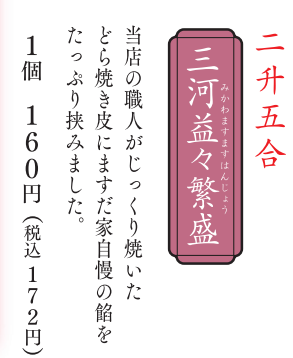 二升五合
三河益々繁盛
みかわますますはんじょう
当店の職人がじっくり焼いた
どら焼き皮にますだ家自慢の餡を
たっぷり挟みました。
1個 160円(税込172円)